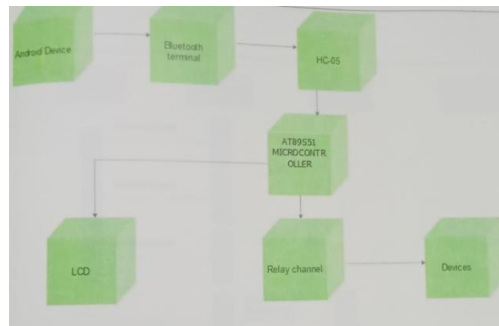 Android Device
Bluetooth
terminal
HC-05
AT89S51
MICROCONTR
OLLER
LCD
Relay channel
Devices